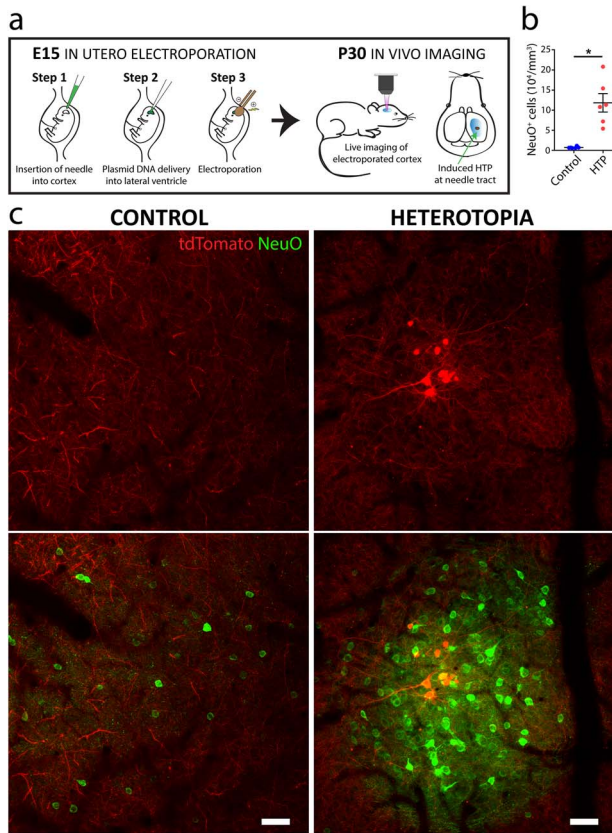 a
E15 IN UTERO ELECTROPORATION
Step 1
Step 2
Step 3
Insertion of needle
into cortex
Plasmid DNA delivery
into lateral ventricle
Electroporation
P30 IN VIVO IMAGING
Live imaging of
electroporated cortex
Induced HTP
at needle tract
b
NeuO⁺ cells (10⁴/mm³)
25
20
15
10
5
0
*
Control
HTP
c
CONTROL
HETEROTOPIA
tdTomato NeuO